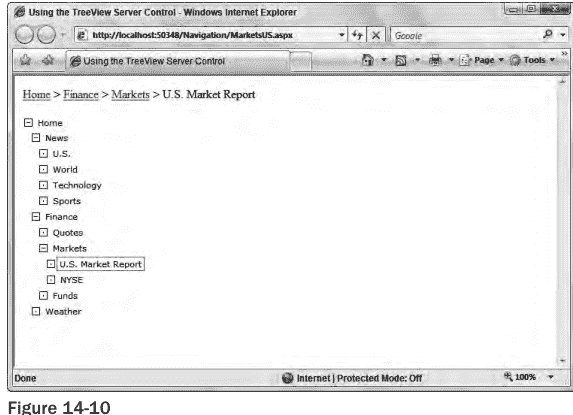 Using the TreeView Server Control - Windows Internet Explorer
http://localhost:50348/Navigation/MarketsUS.aspx
Google
Using the TreeView Server Control
Page
Tools
Home > Finance > Markets > U.S. Market Report
Home
News
U.S.
World
Technology
Sports
Finance
Quotes
Markets
U.S. Market Report
NYSE
Funds
Weather
Done
Internet | Protected Mode: Off
100%
Figure 14-10